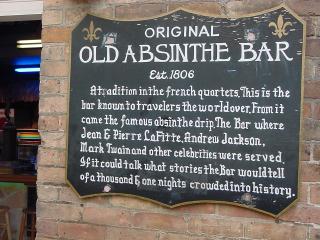 ORIGINAL
OLD ABSINTHE BAR
Est. 1806
A tradition in the french quarters. This is the
bar known to travelers the world over. From it
came the famous absinthe drip. The Bar where
Jean & Pierre LaFitte, Andrew Jackson,
Mark Twain and other celebrities were served.
If it could talk what stories the Bar would tell
of a thousand & one nights crowded into history.